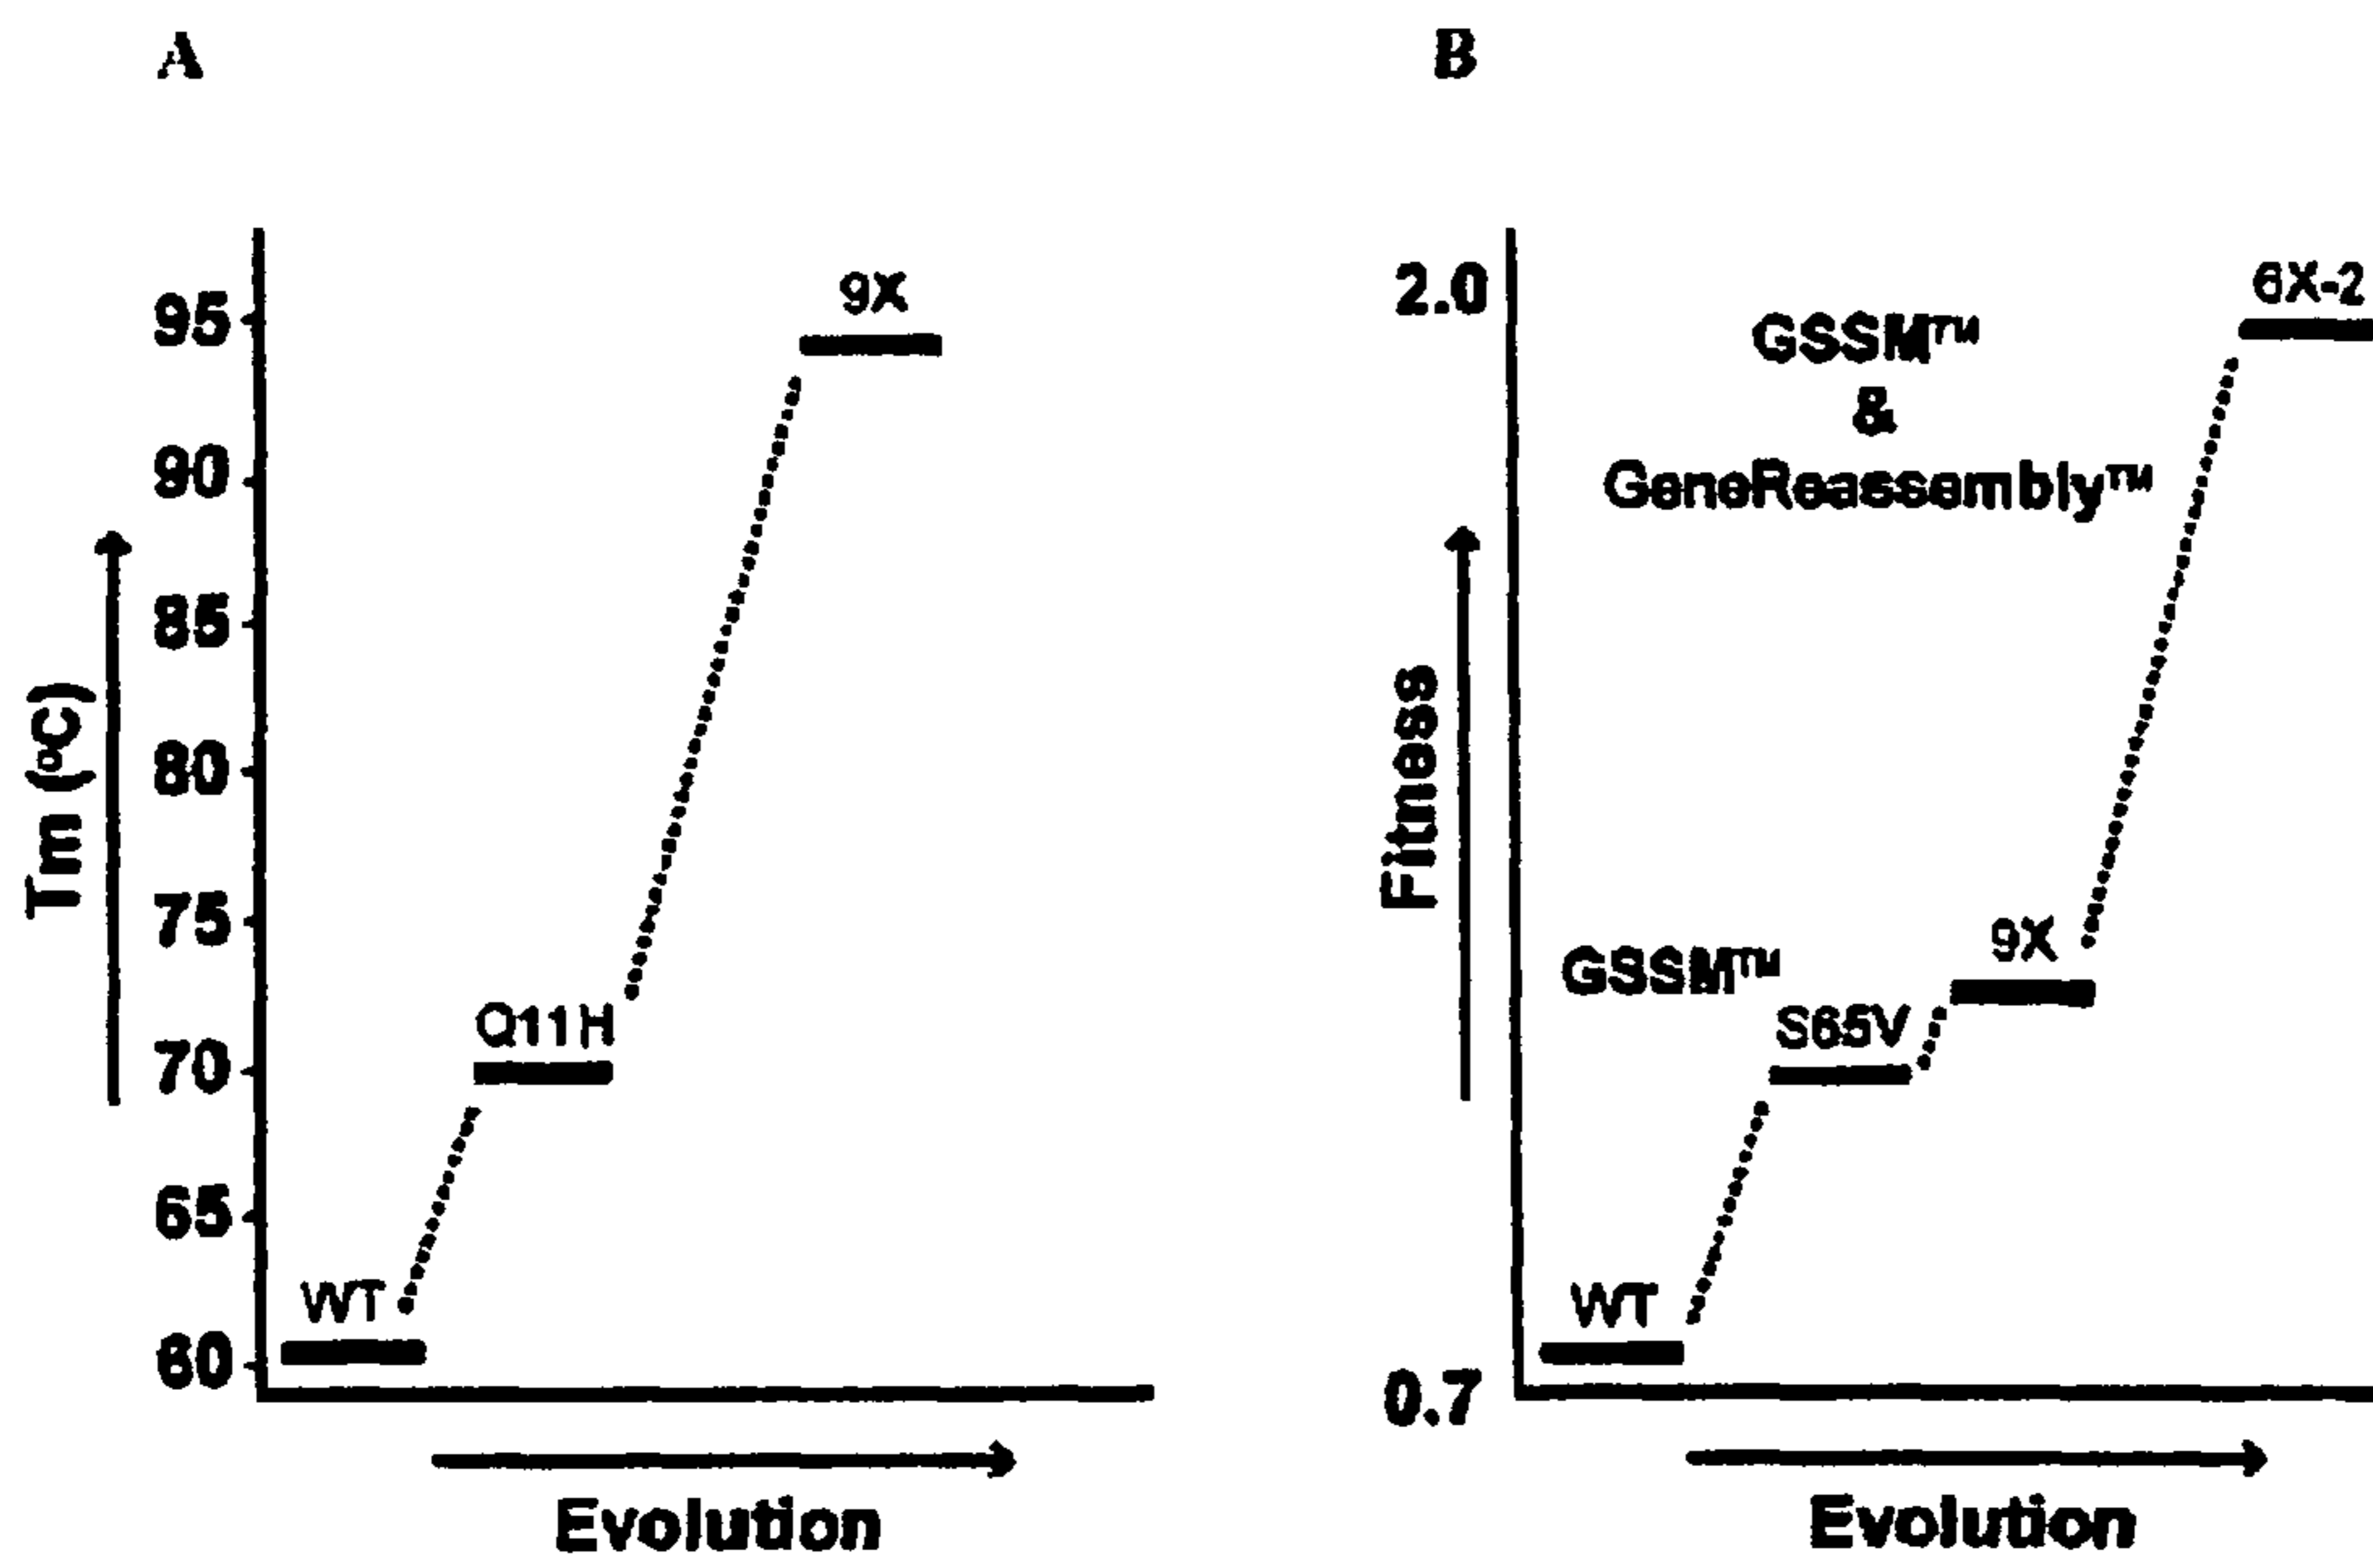 A
95
90
85
80
75
70
65
60
Tm (ºC)
9X
Q11H
WT
Evolution
B
2.0
0.7
Fitness
GSSM™
&
GeneReassembly™
6X-2
GSSM™
9X
S65V
WT
Evolution